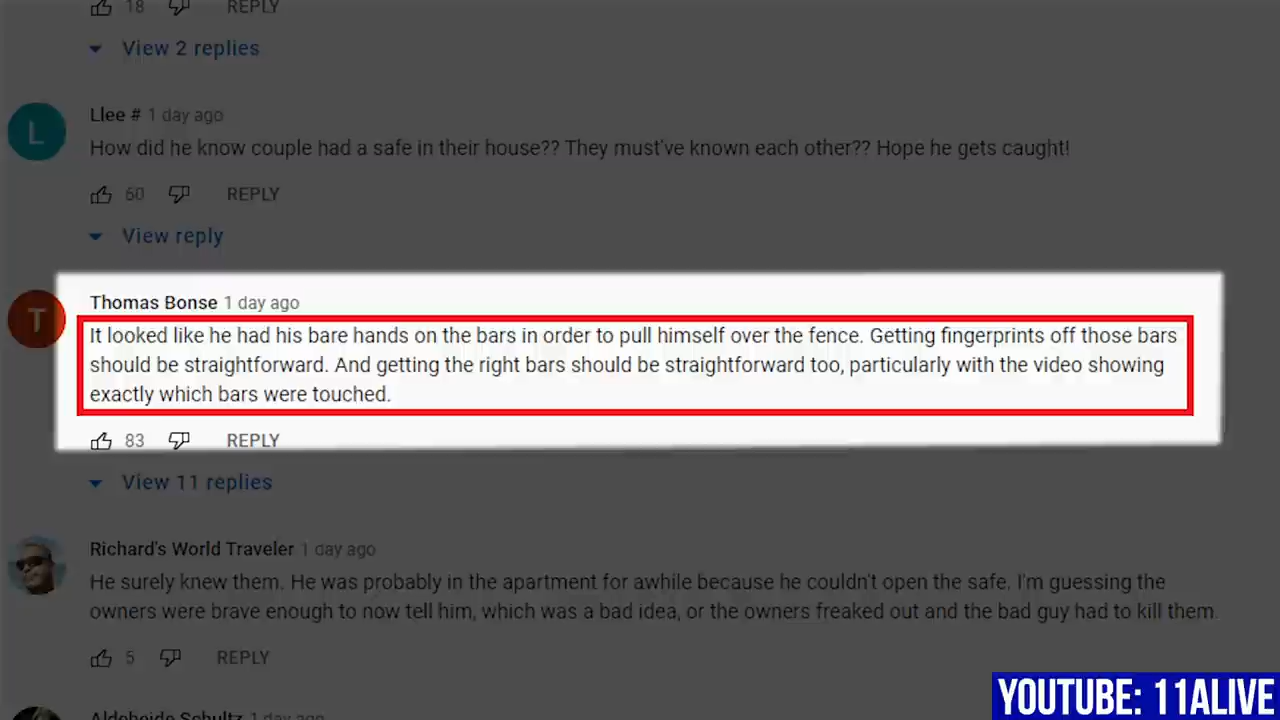 18 REPLY
View 2 replies
Llee # 1 day ago
L
How did he know couple had a safe in their house?? They must've known each other?? Hope he gets caught!
60 REPLY
View reply
Thomas Bonse 1 day ago
T
It looked like he had his bare hands on the bars in order to pull himself over the fence. Getting fingerprints off those bars
should be straightforward. And getting the right bars should be straightforward too, particularly with the video showing
exactly which bars were touched.
83 REPLY
View 11 replies
Richard's World Traveler 1 day ago
He surely knew them. He was probably in the apartment for awhile because he couldn't open the safe. I'm guessing the
owners were brave enough to now tell him, which was a bad idea, or the owners freaked out and the bad guy had to kill them.
5 REPLY
YOUTUBE: 11ALIVE
Schultz 1 day ago